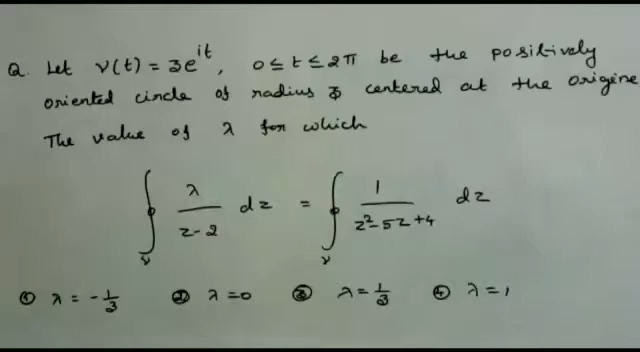 Q. Let γ(t) = 3e^{it}, 0 ≤ t ≤ 2π be the positively
oriented circle of radius 3 centered at the origine
The value of λ for which
∮_γ λ/(z-2) dz = ∮_γ 1/(z²-5z+4) dz
① λ = -1/3 ② λ = 0 ③ λ = 1/3 ④ λ = 1